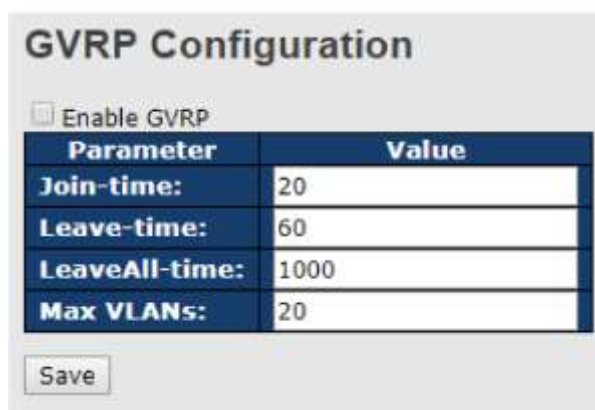 GVRP Configuration
Enable GVRP
Parameter Value
Join-time: 20
Leave-time: 60
LeaveAll-time: 1000
Max VLANs: 20
Save